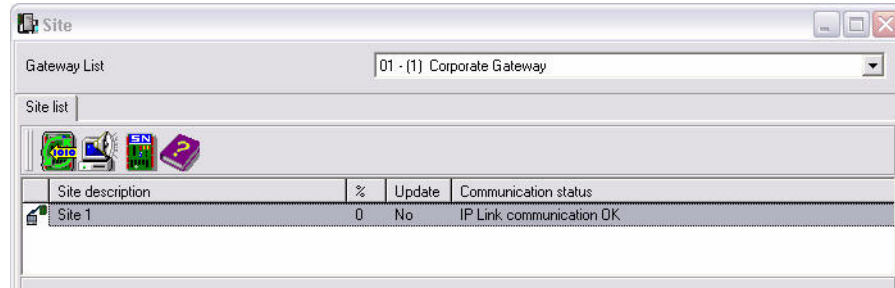 Site
Gateway List 01 - (1) Corporate Gateway
Site list
1010 SN ?
Site description % Update Communication status
Site 1 0 No IP Link communication OK